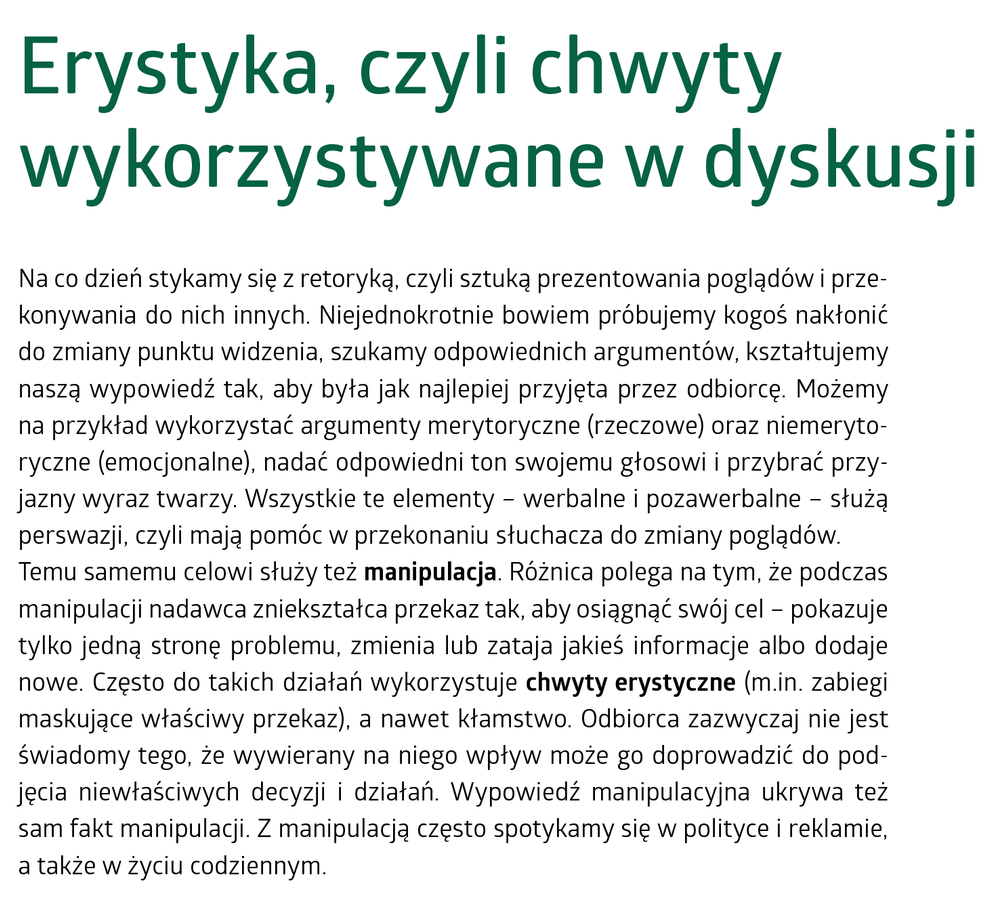 Erystyka, czyli chwyty
wykorzystywane w dyskusji
Na co dzień stykamy się z retoryką, czyli sztuką prezentowania poglądów i prze-
konywania do nich innych. Niejednokrotnie bowiem próbujemy kogoś nakłonić
do zmiany punktu widzenia, szukamy odpowiednich argumentów, kształtujemy
naszą wypowiedź tak, aby była jak najlepiej przyjęta przez odbiorcę. Możemy
na przykład wykorzystać argumenty merytoryczne (rzeczowe) oraz niemeryto-
ryczne (emocjonalne), nadać odpowiedni ton swojemu głosowi i przybrać przy-
jazny wyraz twarzy. Wszystkie te elementy – werbalne i pozawerbalne – służą
perswazji, czyli mają pomóc w przekonaniu słuchacza do zmiany poglądów.
Temu samemu celowi służy też manipulacja. Różnica polega na tym, że podczas
manipulacji nadawca zniekształca przekaz tak, aby osiągnąć swój cel – pokazuje
tylko jedną stronę problemu, zmienia lub zataja jakieś informacje albo dodaje
nowe. Często do takich działań wykorzystuje chwyty erystyczne (m.in. zabiegi
maskujące właściwy przekaz), a nawet kłamstwo. Odbiorca zazwyczaj nie jest
świadomy tego, że wywierany na niego wpływ może go doprowadzić do pod-
jęcia niewłaściwych decyzji i działań. Wypowiedź manipulacyjna ukrywa też
sam fakt manipulacji. Z manipulacją często spotykamy się w polityce i reklamie,
a także w życiu codziennym.